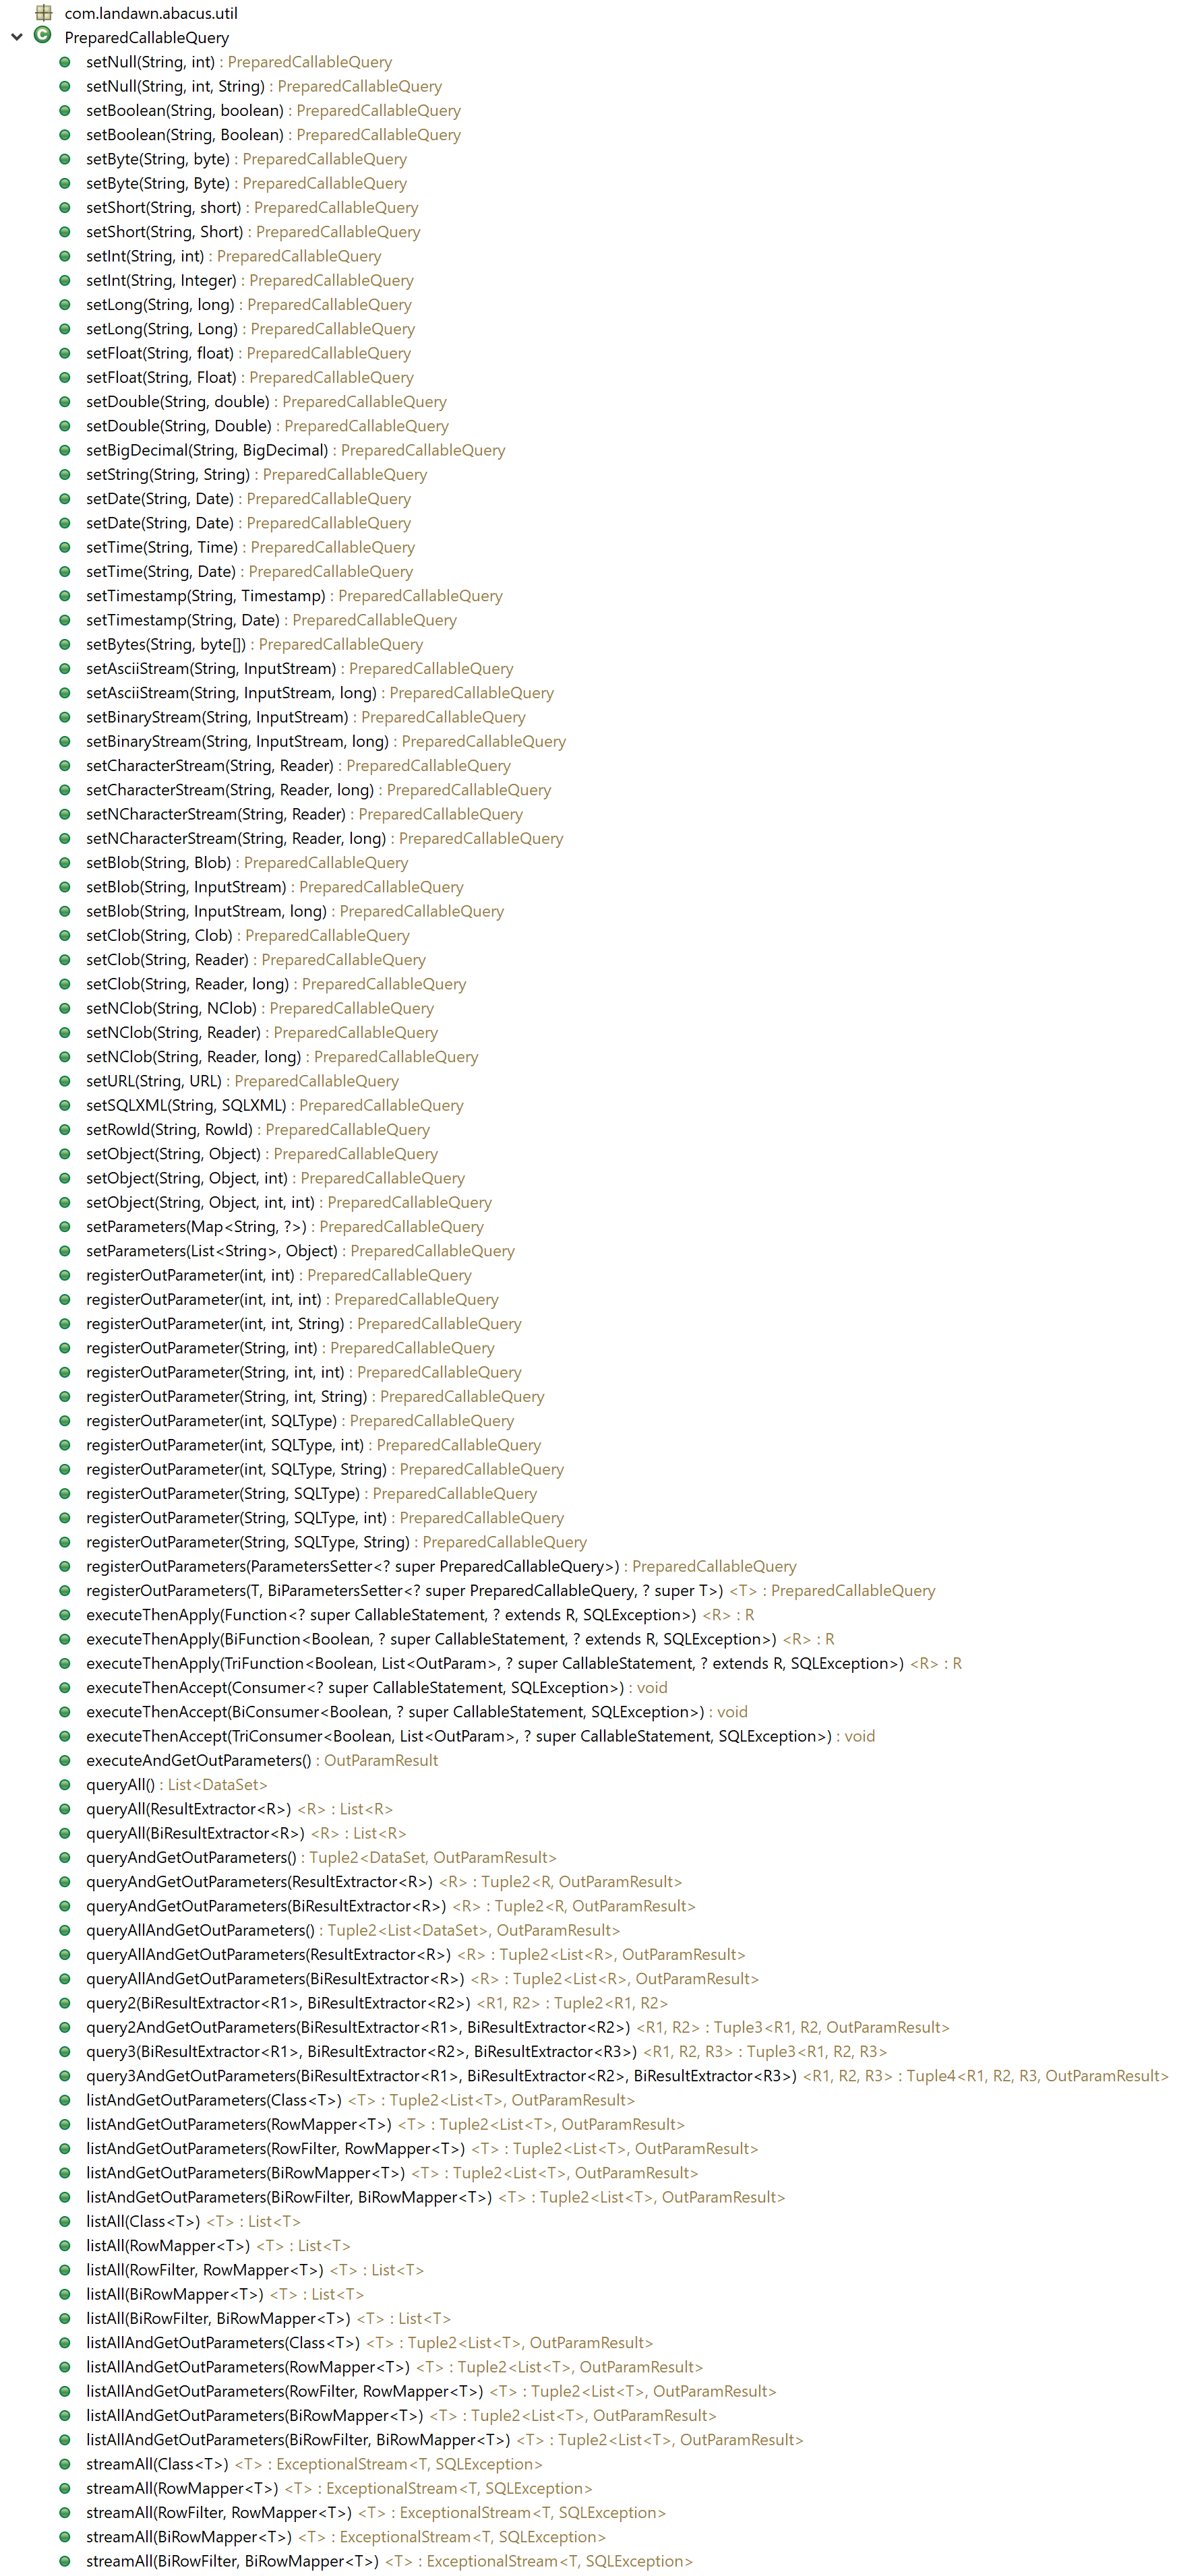 com.landawn.abacus.util
PreparedCallableQuery
setNull(String, int) : PreparedCallableQuery
setNull(String, int, String) : PreparedCallableQuery
setBoolean(String, boolean) : PreparedCallableQuery
setBoolean(String, Boolean) : PreparedCallableQuery
setByte(String, byte) : PreparedCallableQuery
setByte(String, Byte) : PreparedCallableQuery
setShort(String, short) : PreparedCallableQuery
setShort(String, Short) : PreparedCallableQuery
setInt(String, int) : PreparedCallableQuery
setInt(String, Integer) : PreparedCallableQuery
setLong(String, long) : PreparedCallableQuery
setLong(String, Long) : PreparedCallableQuery
setFloat(String, float) : PreparedCallableQuery
setFloat(String, Float) : PreparedCallableQuery
setDouble(String, double) : PreparedCallableQuery
setDouble(String, Double) : PreparedCallableQuery
setBigDecimal(String, BigDecimal) : PreparedCallableQuery
setString(String, String) : PreparedCallableQuery
setDate(String, Date) : PreparedCallableQuery
setDate(String, Date) : PreparedCallableQuery
setTime(String, Time) : PreparedCallableQuery
setTime(String, Date) : PreparedCallableQuery
setTimestamp(String, Timestamp) : PreparedCallableQuery
setTimestamp(String, Date) : PreparedCallableQuery
setBytes(String, byte[]) : PreparedCallableQuery
setAsciiStream(String, InputStream) : PreparedCallableQuery
setAsciiStream(String, InputStream, long) : PreparedCallableQuery
setBinaryStream(String, InputStream) : PreparedCallableQuery
setBinaryStream(String, InputStream, long) : PreparedCallableQuery
setCharacterStream(String, Reader) : PreparedCallableQuery
setCharacterStream(String, Reader, long) : PreparedCallableQuery
setNCharacterStream(String, Reader) : PreparedCallableQuery
setNCharacterStream(String, Reader, long) : PreparedCallableQuery
setBlob(String, Blob) : PreparedCallableQuery
setBlob(String, InputStream) : PreparedCallableQuery
setBlob(String, InputStream, long) : PreparedCallableQuery
setClob(String, Clob) : PreparedCallableQuery
setClob(String, Reader) : PreparedCallableQuery
setClob(String, Reader, long) : PreparedCallableQuery
setNClob(String, NClob) : PreparedCallableQuery
setNClob(String, Reader) : PreparedCallableQuery
setNClob(String, Reader, long) : PreparedCallableQuery
setURL(String, URL) : PreparedCallableQuery
setSQLXML(String, SQLXML) : PreparedCallableQuery
setRowId(String, RowId) : PreparedCallableQuery
setObject(String, Object) : PreparedCallableQuery
setObject(String, Object, int) : PreparedCallableQuery
setObject(String, Object, int, int) : PreparedCallableQuery
setParameters(Map<String, ?>) : PreparedCallableQuery
setParameters(List<String>, Object) : PreparedCallableQuery
registerOutParameter(int, int) : PreparedCallableQuery
registerOutParameter(int, int, int) : PreparedCallableQuery
registerOutParameter(int, int, String) : PreparedCallableQuery
registerOutParameter(String, int) : PreparedCallableQuery
registerOutParameter(String, int, int) : PreparedCallableQuery
registerOutParameter(String, int, String) : PreparedCallableQuery
registerOutParameter(int, SQLType) : PreparedCallableQuery
registerOutParameter(int, SQLType, int) : PreparedCallableQuery
registerOutParameter(int, SQLType, String) : PreparedCallableQuery
registerOutParameter(String, SQLType) : PreparedCallableQuery
registerOutParameter(String, SQLType, int) : PreparedCallableQuery
registerOutParameter(String, SQLType, String) : PreparedCallableQuery
registerOutParameters(ParametersSetter<? super PreparedCallableQuery>) : PreparedCallableQuery
registerOutParameters(T, BiParametersSetter<? super PreparedCallableQuery, ? super T>) <T> : PreparedCallableQuery
executeThenApply(Function<? super CallableStatement, ? extends R, SQLException>) <R> : R
executeThenApply(BiFunction<Boolean, ? super CallableStatement, ? extends R, SQLException>) <R> : R
executeThenApply(TriFunction<Boolean, List<OutParam>, ? super CallableStatement, ? extends R, SQLException>) <R> : R
executeThenAccept(Consumer<? super CallableStatement, SQLException>) : void
executeThenAccept(BiConsumer<Boolean, ? super CallableStatement, SQLException>) : void
executeThenAccept(TriConsumer<Boolean, List<OutParam>, ? super CallableStatement, SQLException>) : void
executeAndGetOutParameters() : OutParamResult
queryAll() : List<DataSet>
queryAll(ResultExtractor<R>) <R> : List<R>
queryAll(BiResultExtractor<R>) <R> : List<R>
queryAndGetOutParameters() : Tuple2<DataSet, OutParamResult>
queryAndGetOutParameters(ResultExtractor<R>) <R> : Tuple2<R, OutParamResult>
queryAndGetOutParameters(BiResultExtractor<R>) <R> : Tuple2<R, OutParamResult>
queryAllAndGetOutParameters() : Tuple2<List<DataSet>, OutParamResult>
queryAllAndGetOutParameters(ResultExtractor<R>) <R> : Tuple2<List<R>, OutParamResult>
queryAllAndGetOutParameters(BiResultExtractor<R>) <R> : Tuple2<List<R>, OutParamResult>
query2(BiResultExtractor<R1>, BiResultExtractor<R2>) <R1, R2> : Tuple2<R1, R2>
query2AndGetOutParameters(BiResultExtractor<R1>, BiResultExtractor<R2>) <R1, R2> : Tuple3<R1, R2, OutParamResult>
query3(BiResultExtractor<R1>, BiResultExtractor<R2>, BiResultExtractor<R3>) <R1, R2, R3> : Tuple3<R1, R2, R3>
query3AndGetOutParameters(BiResultExtractor<R1>, BiResultExtractor<R2>, BiResultExtractor<R3>) <R1, R2, R3> : Tuple4<R1, R2, R3, OutParamResult>
listAndGetOutParameters(Class<T>) <T> : Tuple2<List<T>, OutParamResult>
listAndGetOutParameters(RowMapper<T>) <T> : Tuple2<List<T>, OutParamResult>
listAndGetOutParameters(RowFilter, RowMapper<T>) <T> : Tuple2<List<T>, OutParamResult>
listAndGetOutParameters(BiRowMapper<T>) <T> : Tuple2<List<T>, OutParamResult>
listAndGetOutParameters(BiRowFilter, BiRowMapper<T>) <T> : Tuple2<List<T>, OutParamResult>
listAll(Class<T>) <T> : List<T>
listAll(RowMapper<T>) <T> : List<T>
listAll(RowFilter, RowMapper<T>) <T> : List<T>
listAll(BiRowMapper<T>) <T> : List<T>
listAll(BiRowFilter, BiRowMapper<T>) <T> : List<T>
listAllAndGetOutParameters(Class<T>) <T> : Tuple2<List<T>, OutParamResult>
listAllAndGetOutParameters(RowMapper<T>) <T> : Tuple2<List<T>, OutParamResult>
listAllAndGetOutParameters(RowFilter, RowMapper<T>) <T> : Tuple2<List<T>, OutParamResult>
listAllAndGetOutParameters(BiRowMapper<T>) <T> : Tuple2<List<T>, OutParamResult>
listAllAndGetOutParameters(BiRowFilter, BiRowMapper<T>) <T> : Tuple2<List<T>, OutParamResult>
streamAll(Class<T>) <T> : ExceptionalStream<T, SQLException>
streamAll(RowMapper<T>) <T> : ExceptionalStream<T, SQLException>
streamAll(RowFilter, RowMapper<T>) <T> : ExceptionalStream<T, SQLException>
streamAll(BiRowMapper<T>) <T> : ExceptionalStream<T, SQLException>
streamAll(BiRowFilter, BiRowMapper<T>) <T> : ExceptionalStream<T, SQLException>